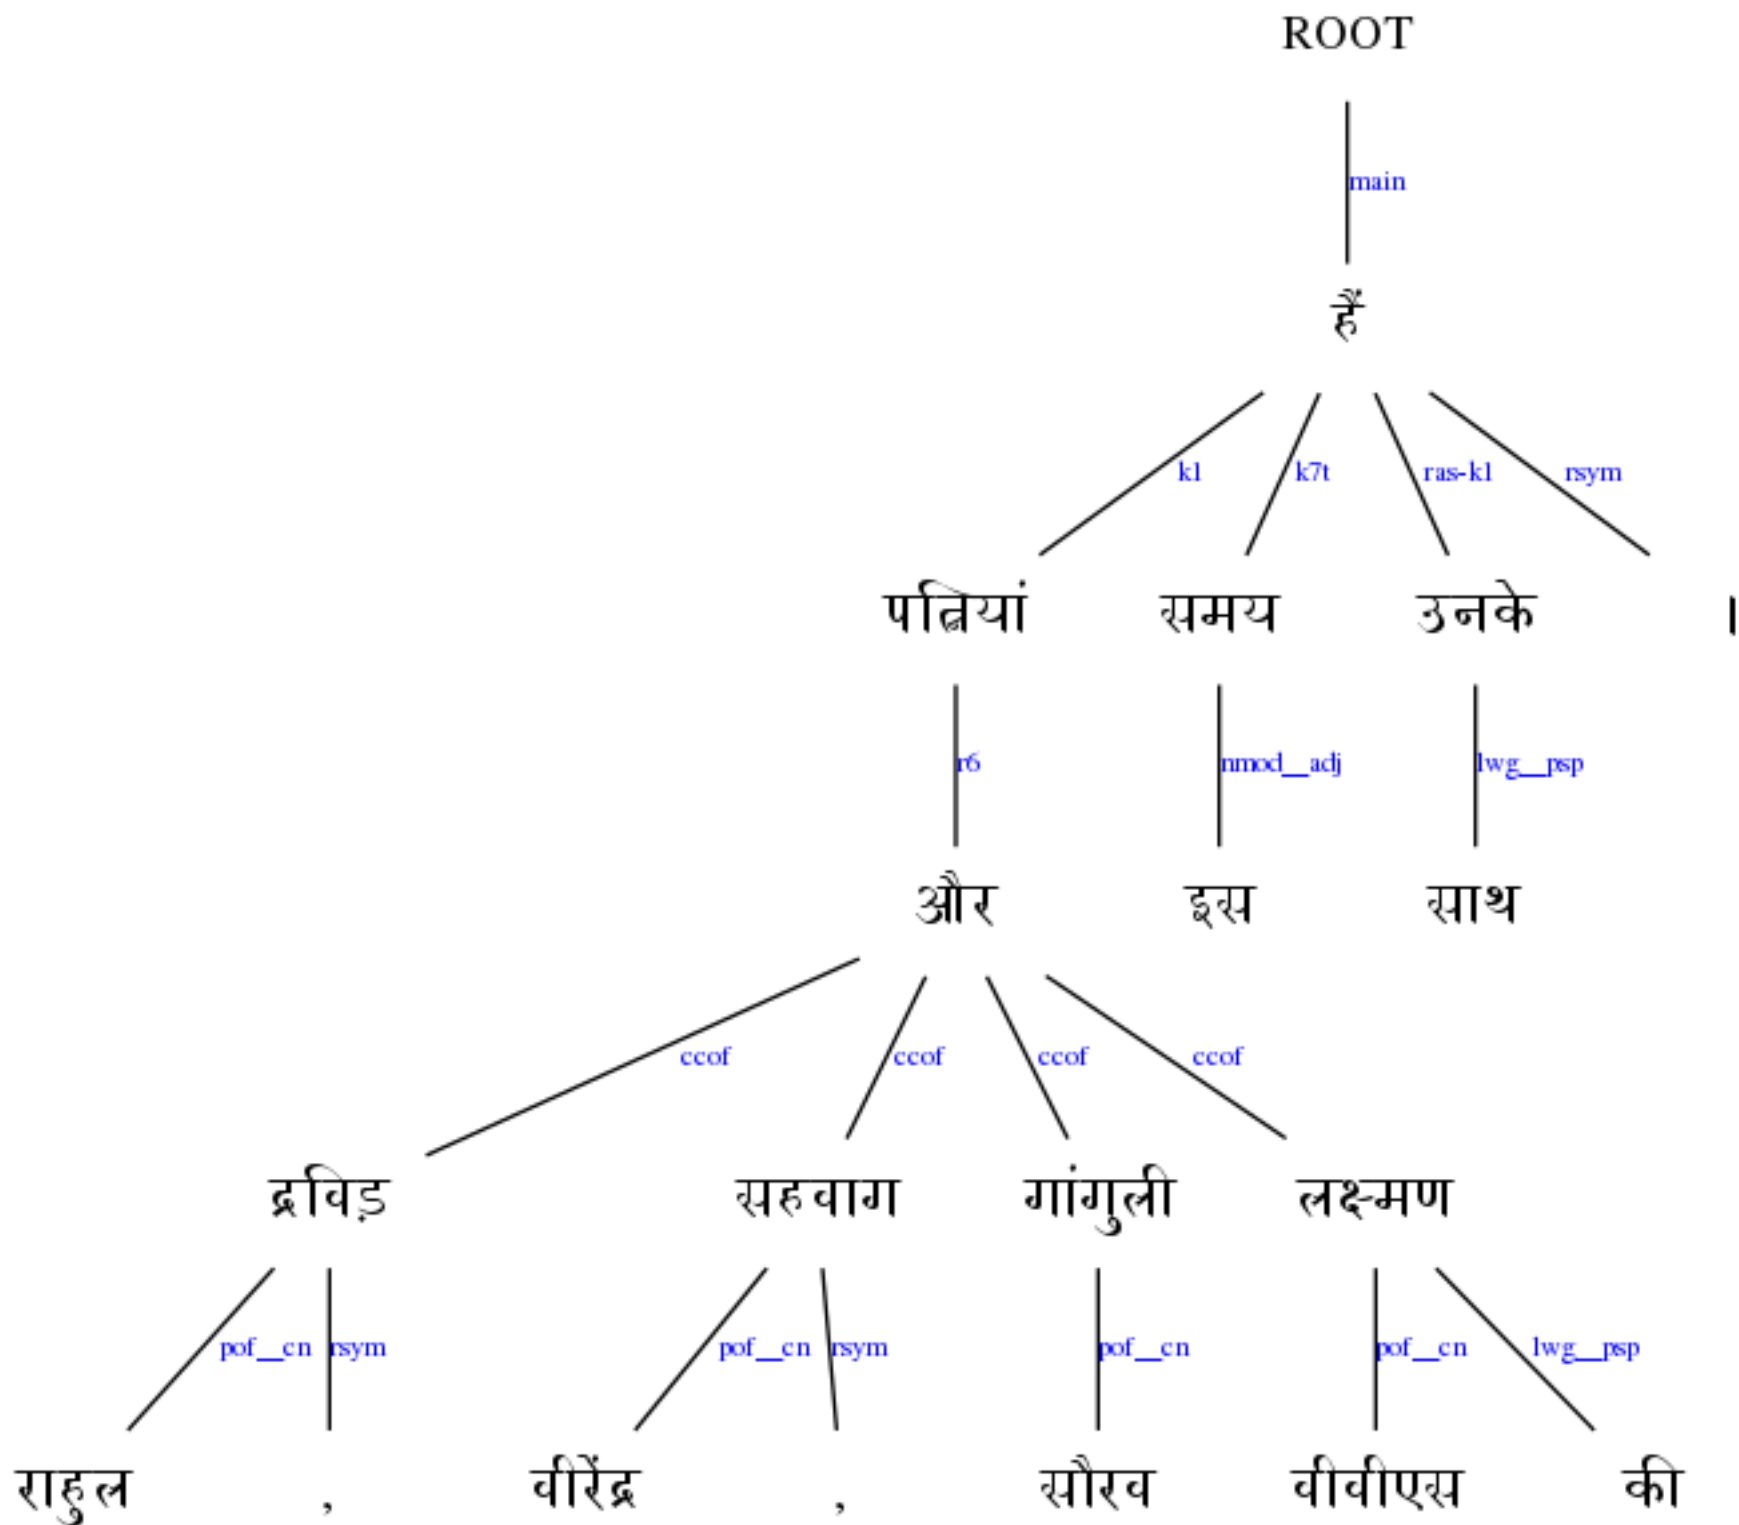 ROOT
main
हैं
k1 k7t ras-k1 rsym
पत्नियां समय उनके ।
r6 nmod__adj lwg__psp
और इस साथ
ccof ccof ccof ccof
द्रविड़ सहवाग गांगुली लक्ष्मण
pof__cn rsym pof__cn rsym pof__cn pof__cn lwg__psp
राहुल , वीरेंद्र , सौरव वीवीएस की